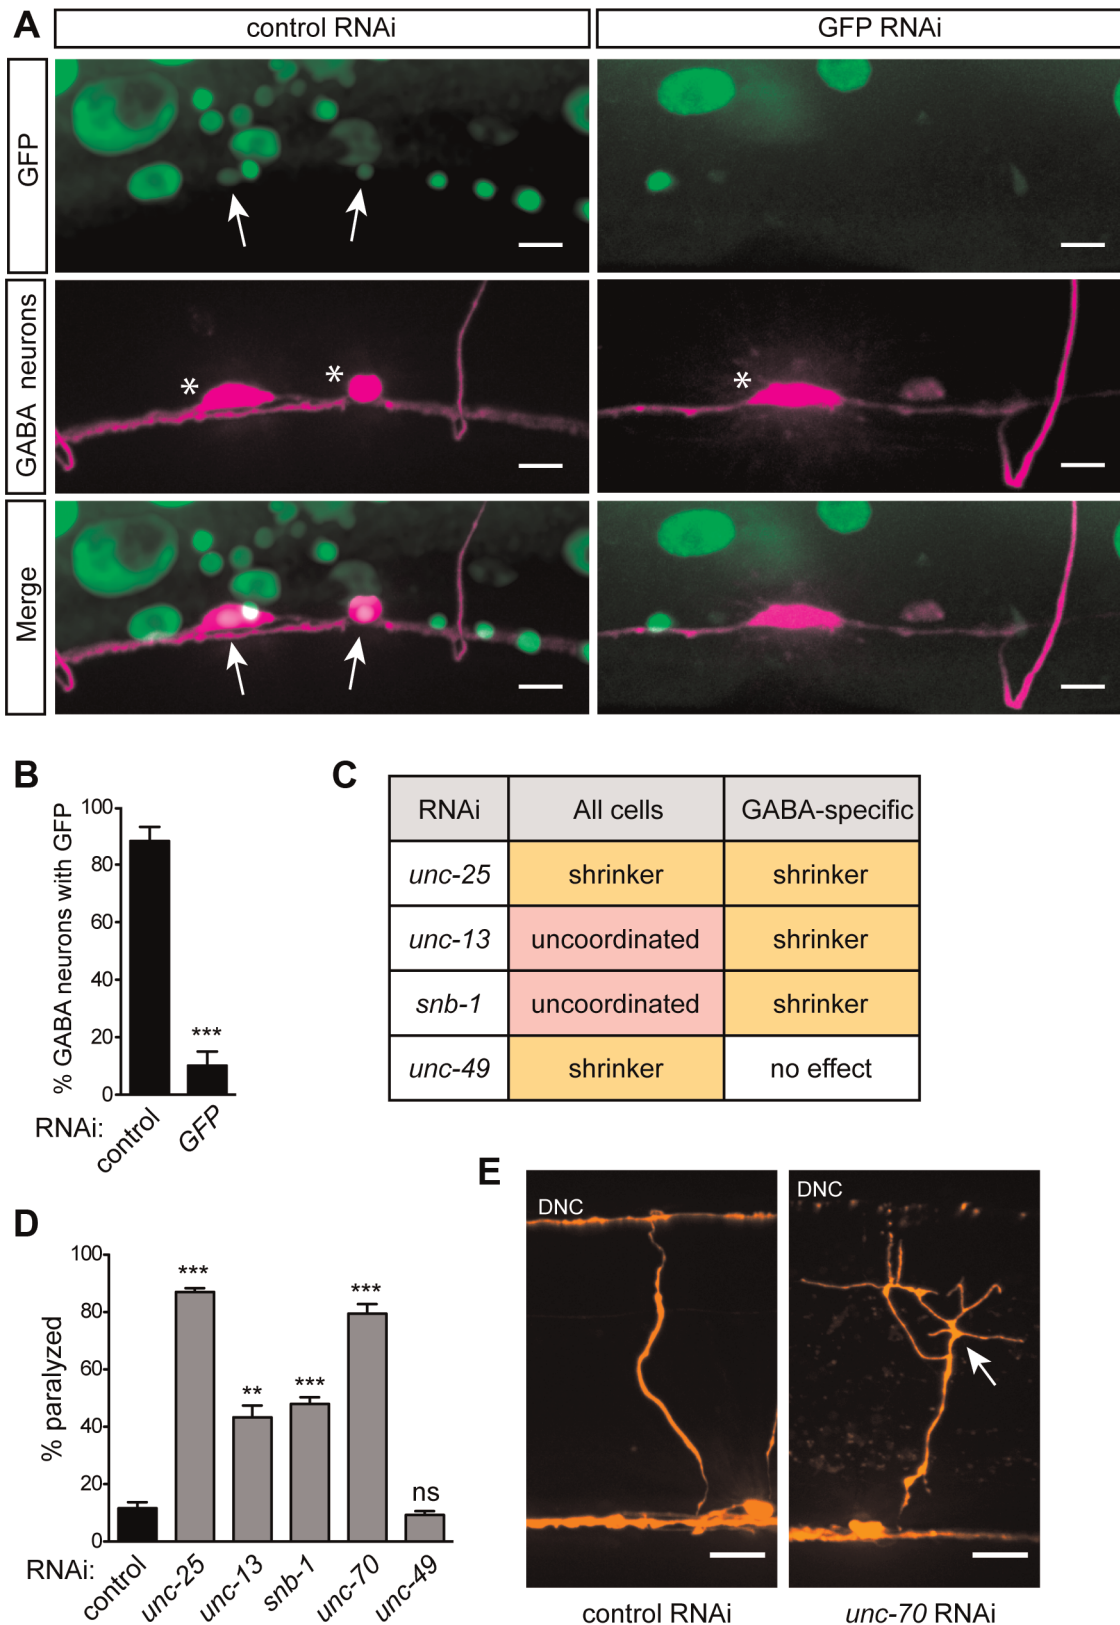 A
control RNAi
GFP RNAi
GFP
GABA neurons
Merge
*
*
*
B
% GABA neurons with GFP
100
80
60
40
20
0
***
RNAi:
control
GFP
C
RNAi All cells GABA-specific
unc-25 shrinker shrinker
unc-13 uncoordinated shrinker
snb-1 uncoordinated shrinker
unc-49 shrinker no effect
D
% paralyzed
100
80
60
40
20
0
***
**
***
***
ns
RNAi:
control
unc-25
unc-13
snb-1
unc-70
unc-49
E
DNC
DNC
control RNAi
unc-70 RNAi